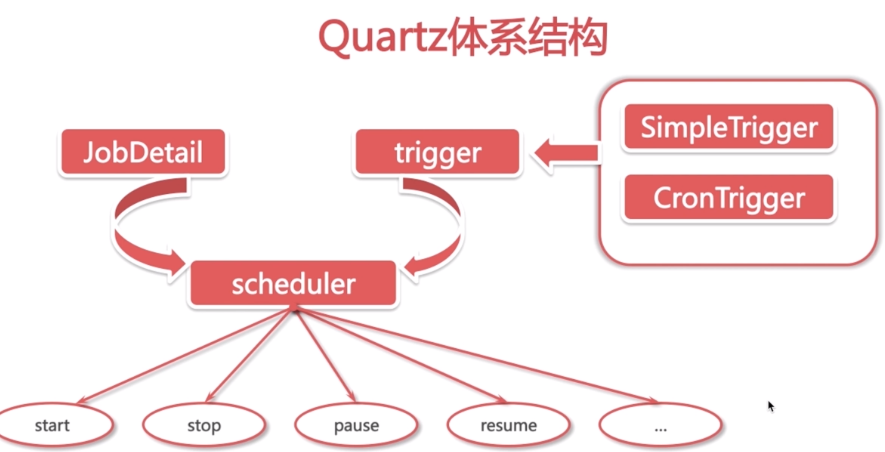 Quartz体系结构
JobDetail
trigger
SimpleTrigger
CronTrigger
scheduler
start
stop
pause
resume
...